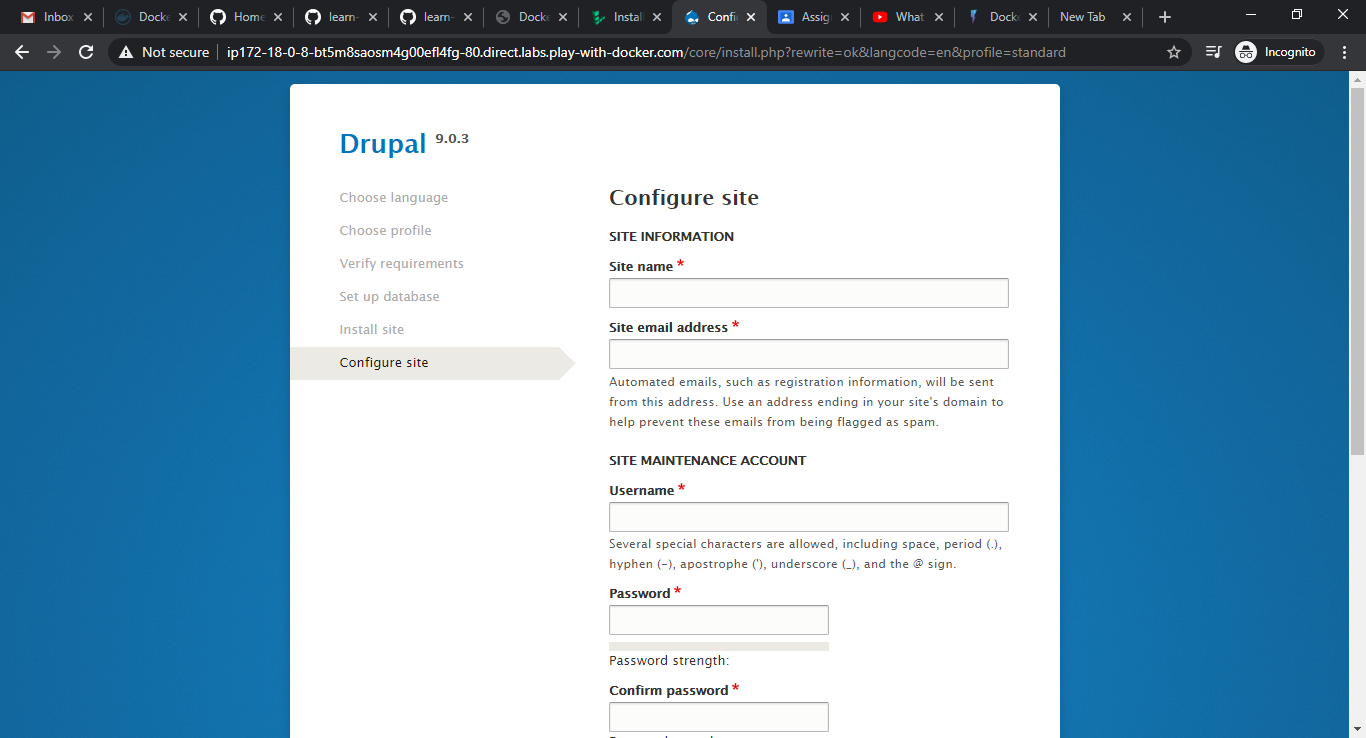 Inbox
Docke
Home
learn-
learn-
Docke
Install
Confi
Assig
What
Dock
New Tab
Not secure
ip172-18-0-8-bt5m8saosm4g00efl4fg-80.direct.labs.play-with-docker.com/core/install.php?rewrite=ok&langcode=en&profile=standard
Incognito
Drupal 9.0.3
Choose language
Choose profile
Verify requirements
Set up database
Install site
Configure site
Configure site
SITE INFORMATION
Site name *
Site email address *
Automated emails, such as registration information, will be sent
from this address. Use an address ending in your site's domain to
help prevent these emails from being flagged as spam.
SITE MAINTENANCE ACCOUNT
Username *
Several special characters are allowed, including space, period (.),
hyphen (-), apostrophe ('), underscore (_), and the @ sign.
Password *
Password strength:
Confirm password *